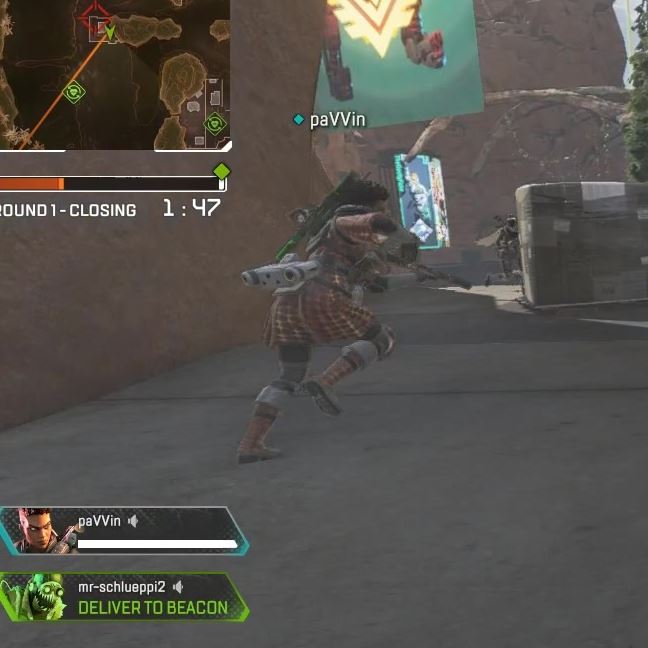 paVVin
ROUND 1 - CLOSING 1:47
paVVin
mr-schlueppi2
DELIVER TO BEACON